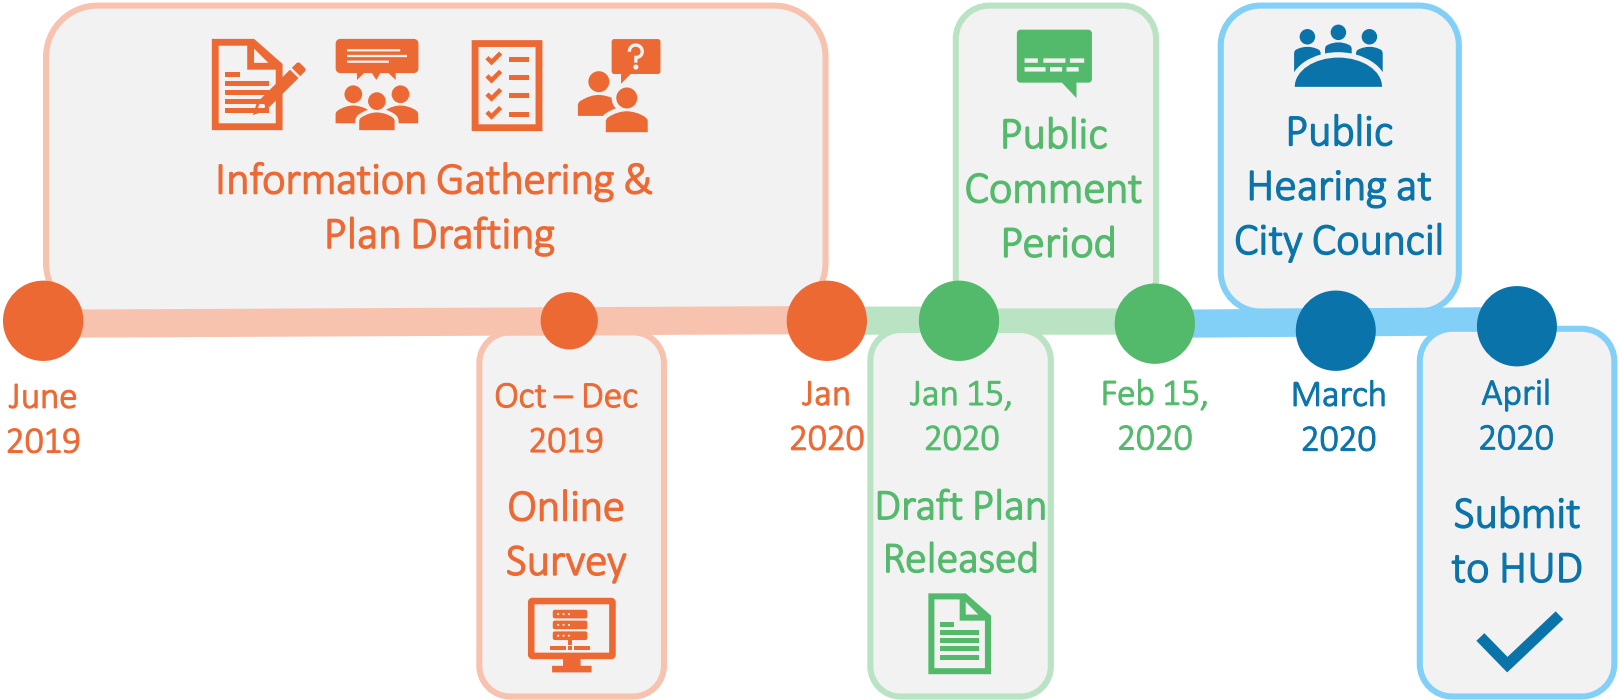 ?
Information Gathering &
Plan Drafting
Public
Comment
Period
Public
Hearing at
City Council
June
2019
Oct – Dec
2019
Online
Survey
Jan
2020
Jan 15,
2020
Draft Plan
Released
Feb 15,
2020
March
2020
April
2020
Submit
to HUD